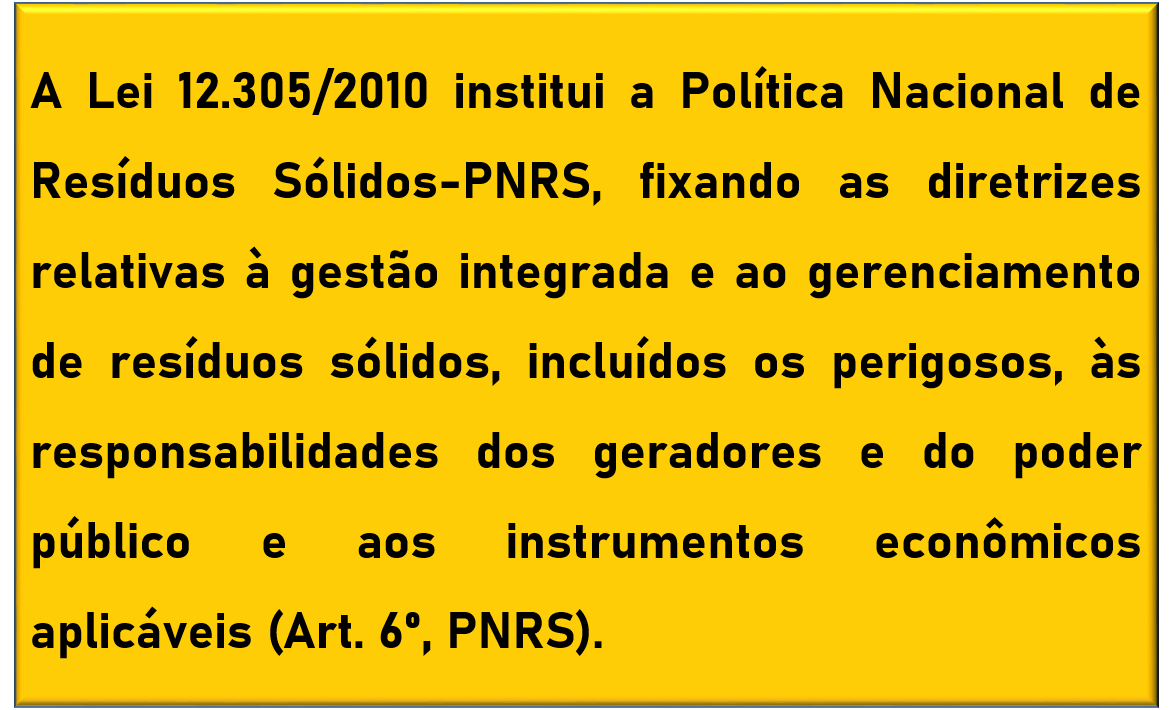 A Lei 12.305/2010 institui a Política Nacional de
Resíduos Sólidos-PNRS, fixando as diretrizes
relativas à gestão integrada e ao gerenciamento
de resíduos sólidos, incluídos os perigosos, às
responsabilidades dos geradores e do poder
público e aos instrumentos econômicos
aplicáveis (Art. 6º, PNRS).